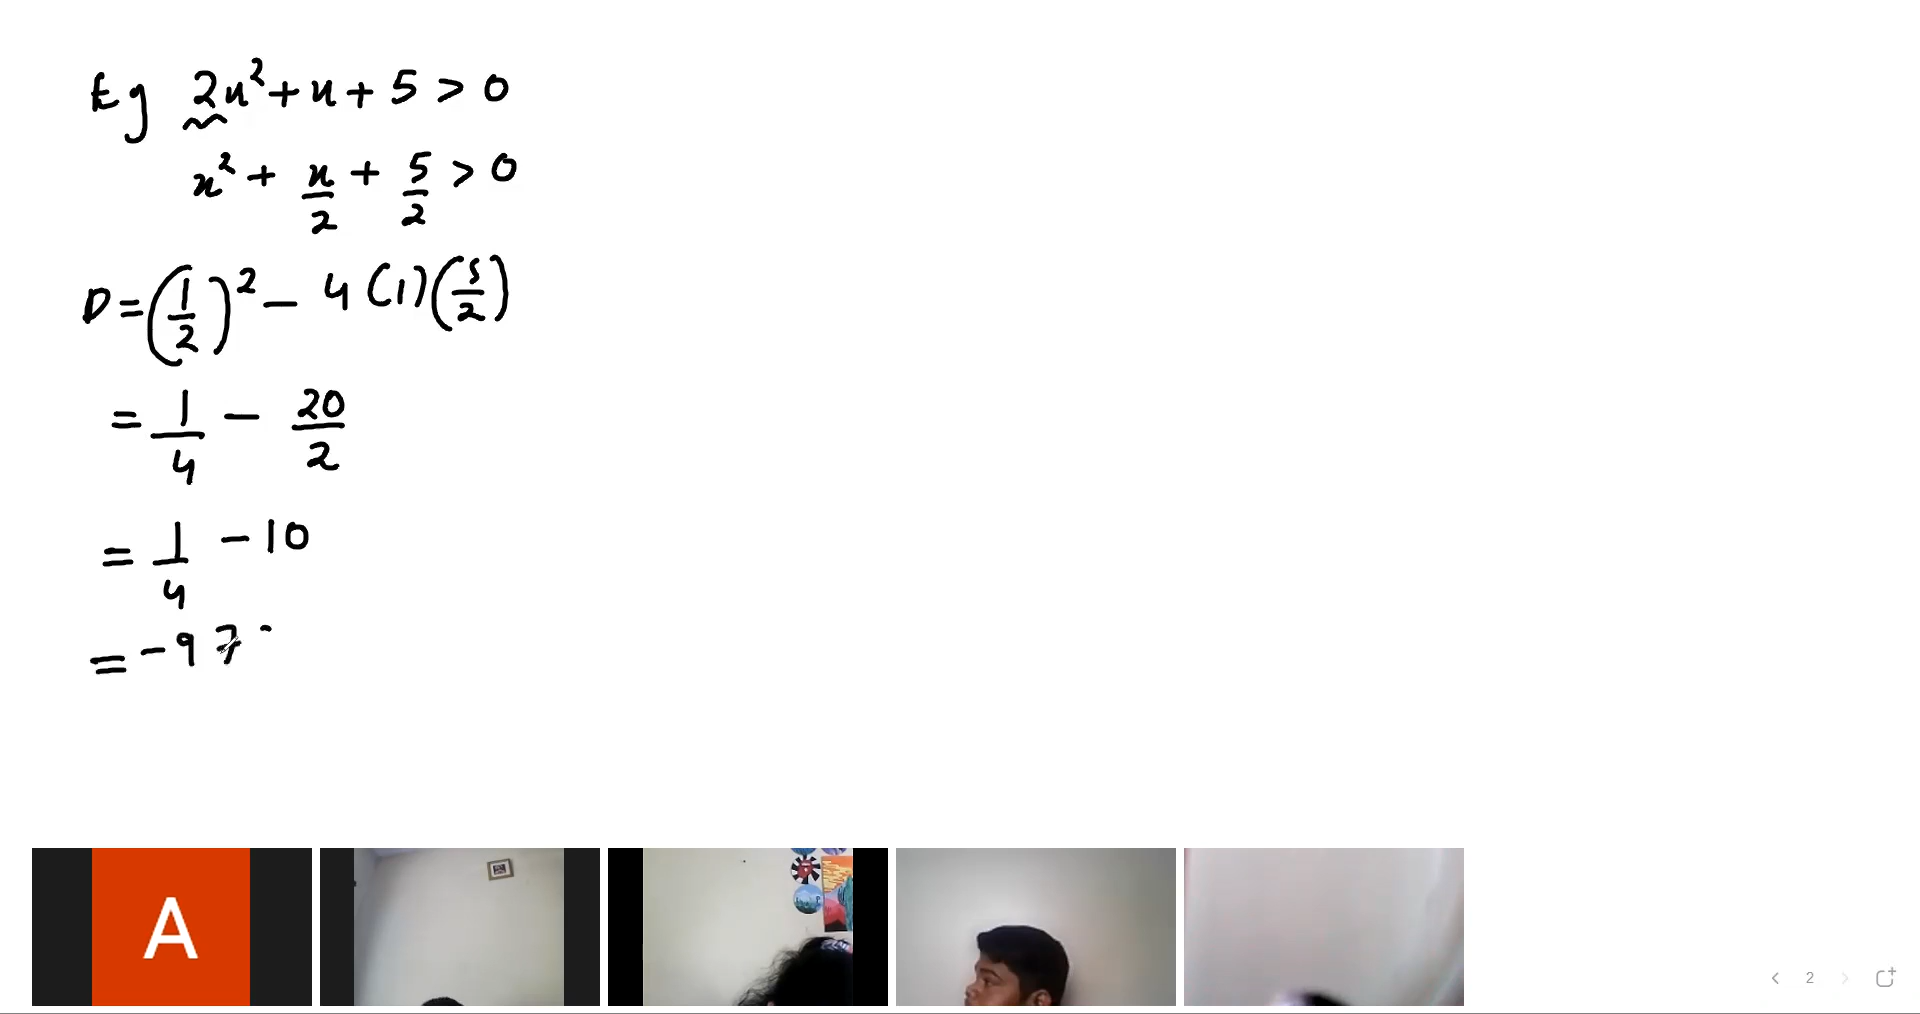 Eg 2x² + x + 5 > 0
x² + x/2 + 5/2 > 0
D = (1/2)² - 4(1)(5/2)
= 1/4 - 20/2
= 1/4 - 10
= -9 7
A
2